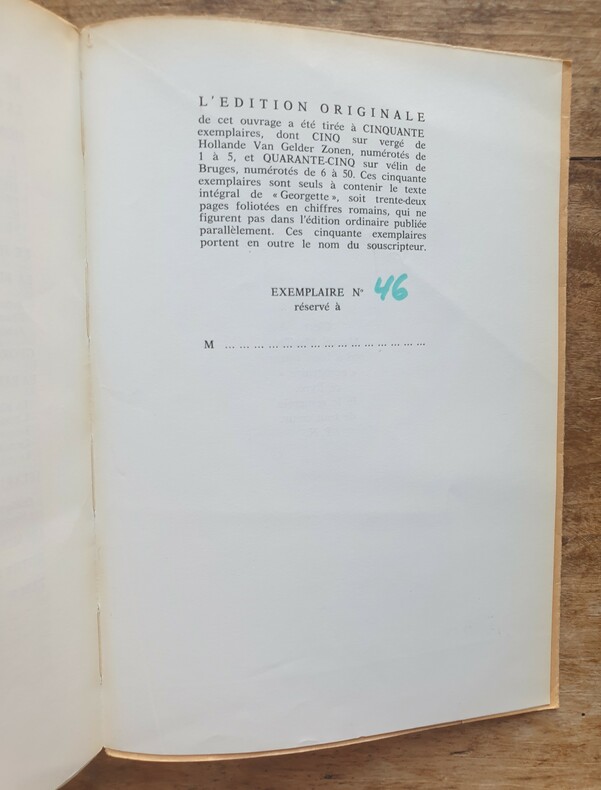 L'EDITION ORIGINALE
de cet ouvrage a été tirée à CINQUANTE
exemplaires, dont CINQ sur vergé de
Hollande Van Gelder Zonen, numérotés de
1 à 5, et QUARANTE-CINQ sur vélin de
Bruges, numérotés de 6 à 50. Ces cinquante
exemplaires sont seuls à contenir le texte
intégral de « Georgette », soit trente-deux
pages foliotées en chiffres romains, qui ne
figurent pas dans l'édition ordinaire publiée
parallèlement. Ces cinquante exemplaires
portent en outre le nom du souscripteur.
EXEMPLAIRE N° 46
réservé à
M ... ... ... ... ... ... ... ... ... ... ... ... ... ...